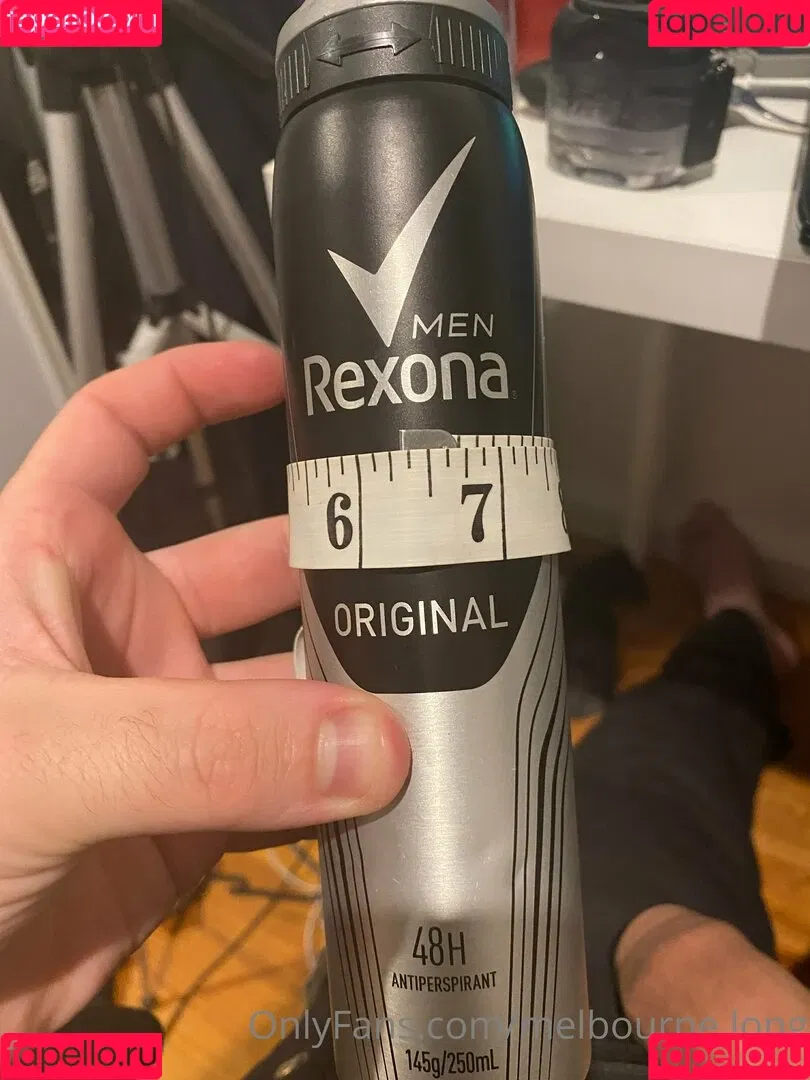 fapello.ru
fapello.ru
MEN
Rexona
6 7
ORIGINAL
48H
ANTIPERSPIRANT
OnlyFans.com/melbourne.long
145g/250mL
fapello.ru
fapello.ru